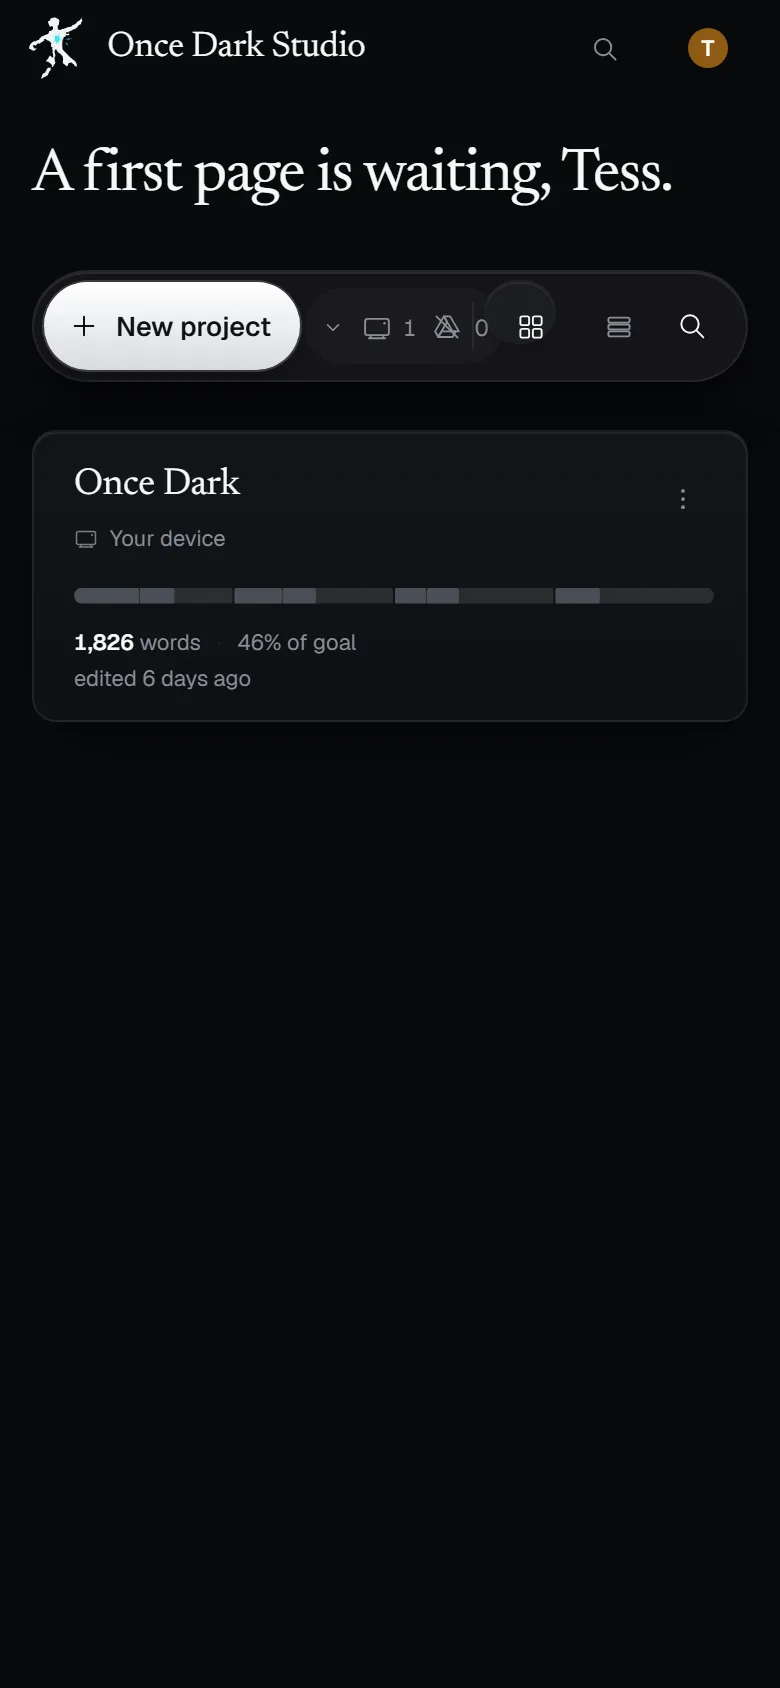 Once Dark Studio
T
A first page is waiting, Tess.
New project
1
0
Once Dark
Your device
1,826 words · 46% of goal
edited 6 days ago